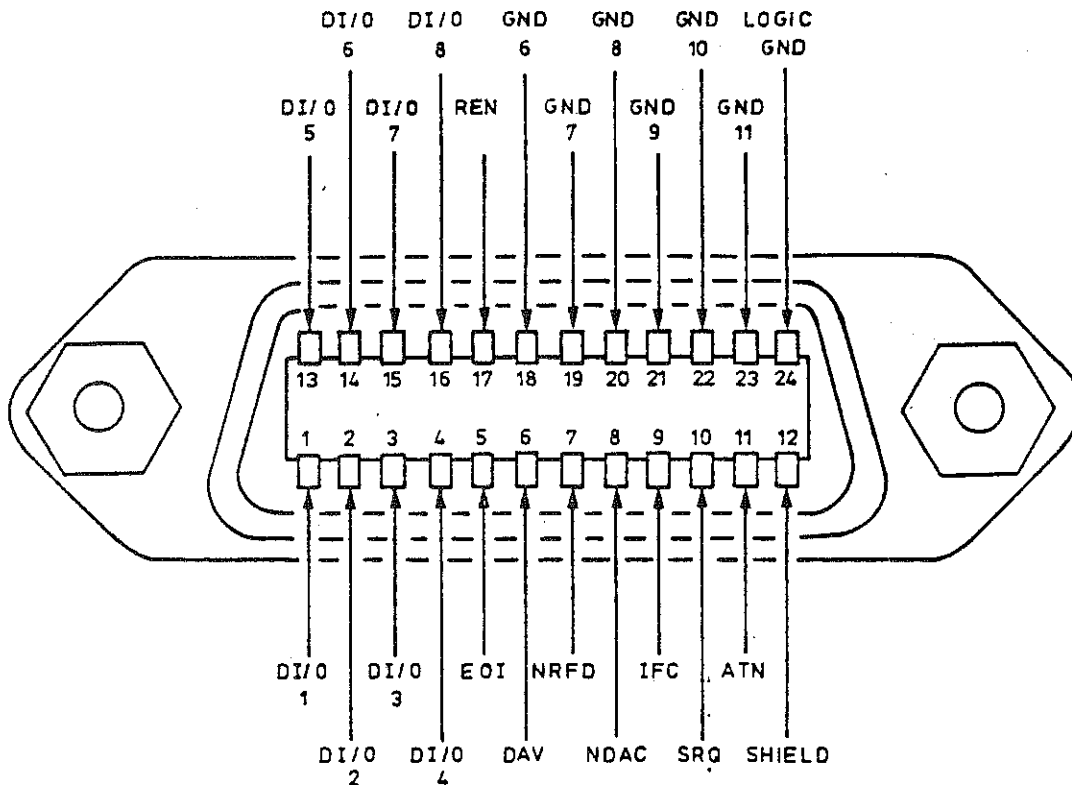 DI/O DI/O GND GND GND LOGIC
6 8 6 8 10 GND
DI/O DI/O REN GND GND GND
5 7 7 9 11
13 14 15 16 17 18 19 20 21 22 23 24
1 2 3 4 5 6 7 8 9 10 11 12
DI/O DI/O EOI NRFD IFC ATN
1 3
DI/O DI/O DAV NDAC SRQ SHIELD
2 4